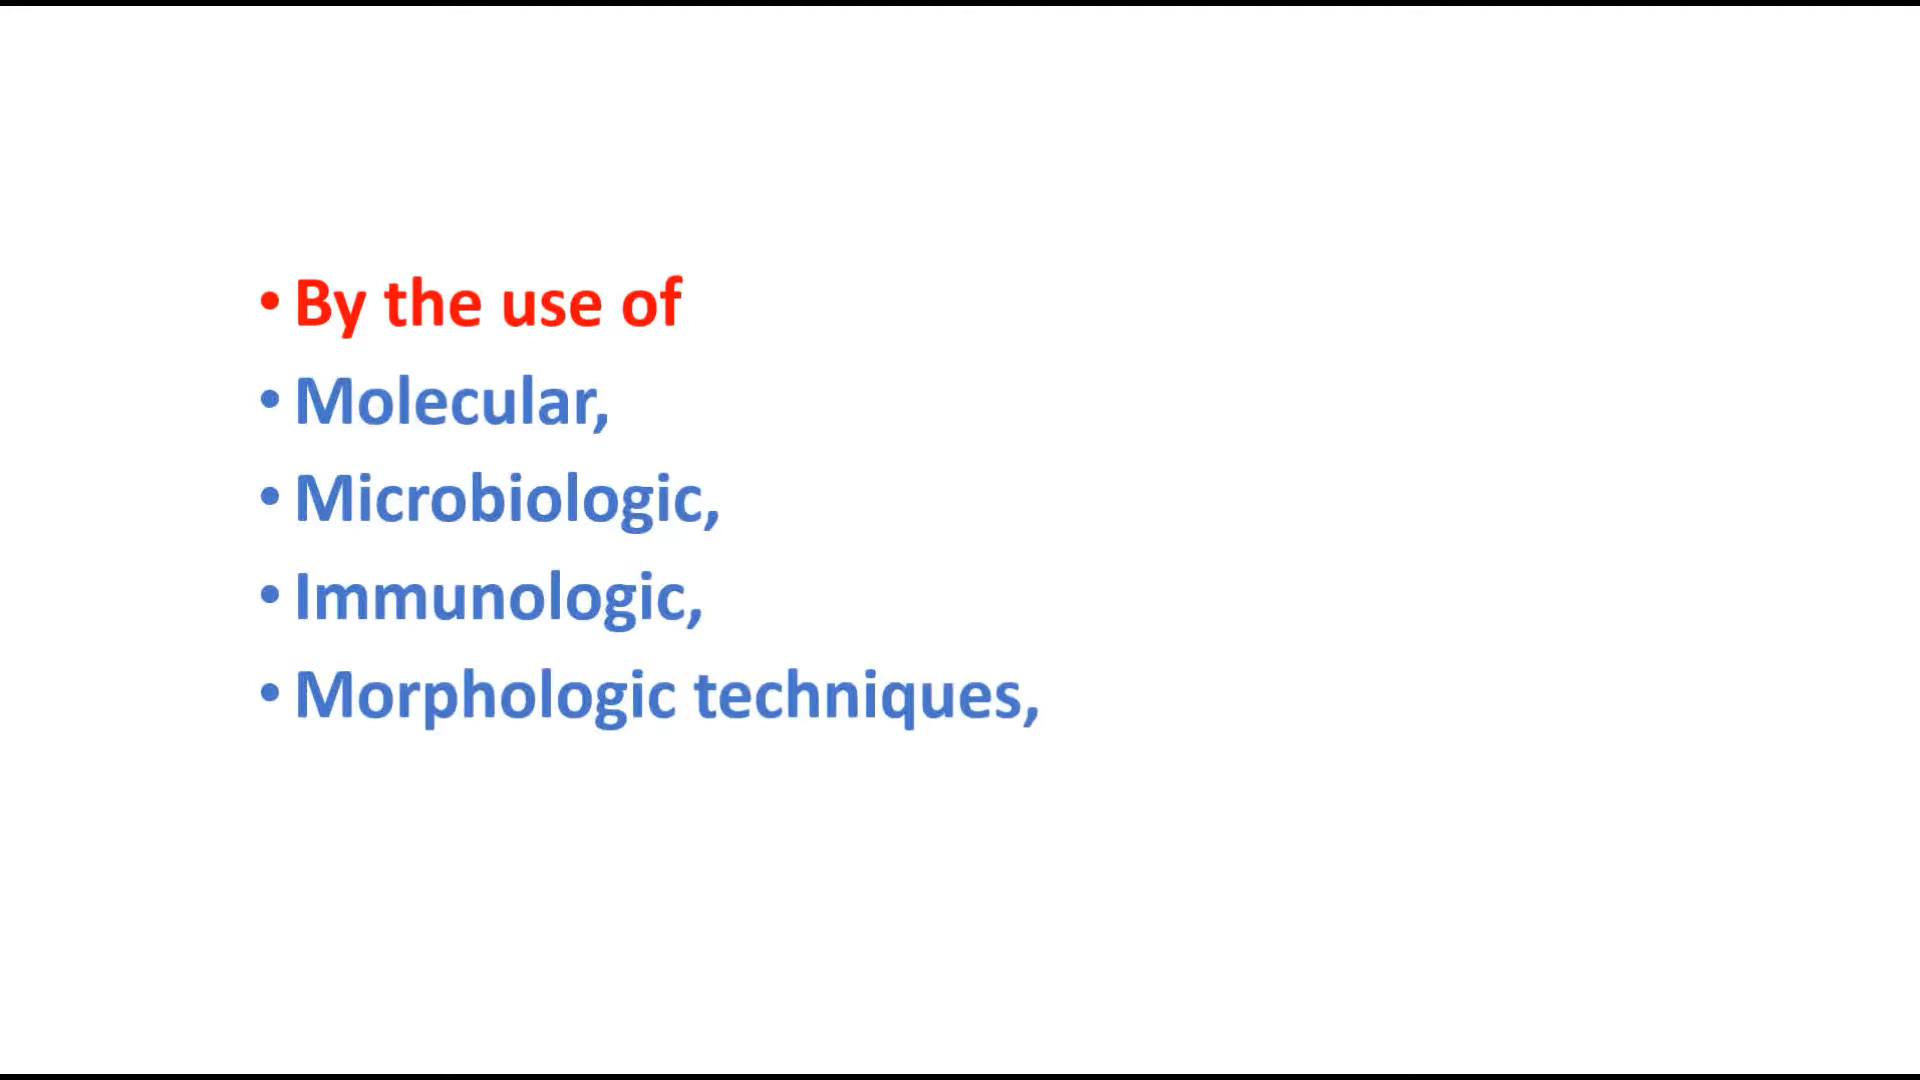 • By the use of
• Molecular,
• Microbiologic,
• Immunologic,
• Morphologic techniques,